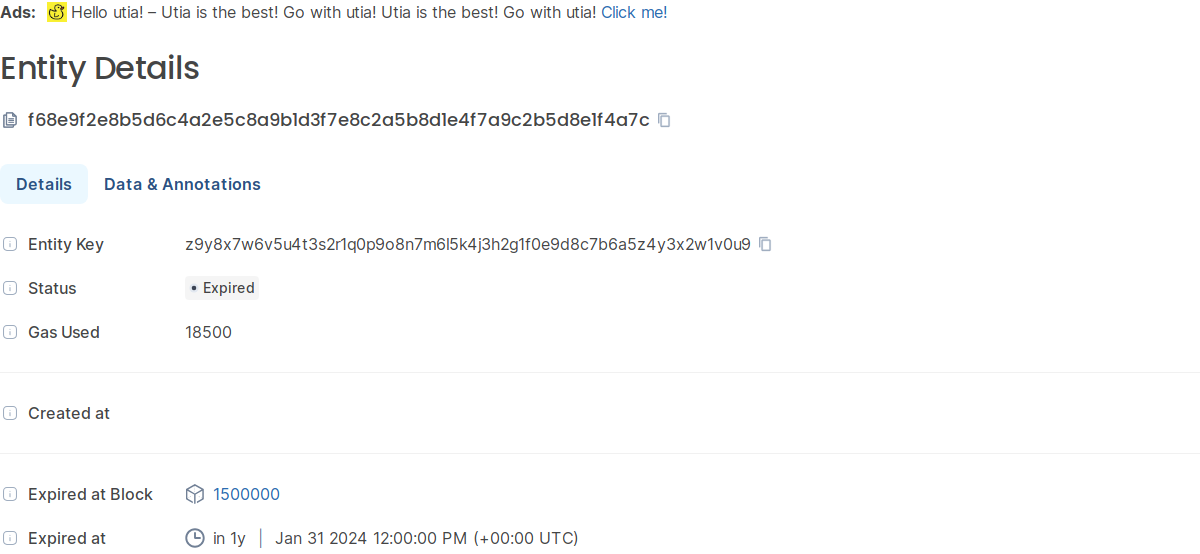 Ads: Hello utia! – Utia is the best! Go with utia! Utia is the best! Go with utia! Click me!
Entity Details
f68e9f2e8b5d6c4a2e5c8a9b1d3f7e8c2a5b8d1e4f7a9c2b5d8e1f4a7c
Details Data & Annotations
Entity Key z9y8x7w6v5u4t3s2r1q0p9o8n7m6l5k4j3h2g1f0e9d8c7b6a5z4y3x2w1v0u9
Status Expired
Gas Used 18500
Created at
Expired at Block 1500000
Expired at in 1y | Jan 31 2024 12:00:00 PM (+00:00 UTC)